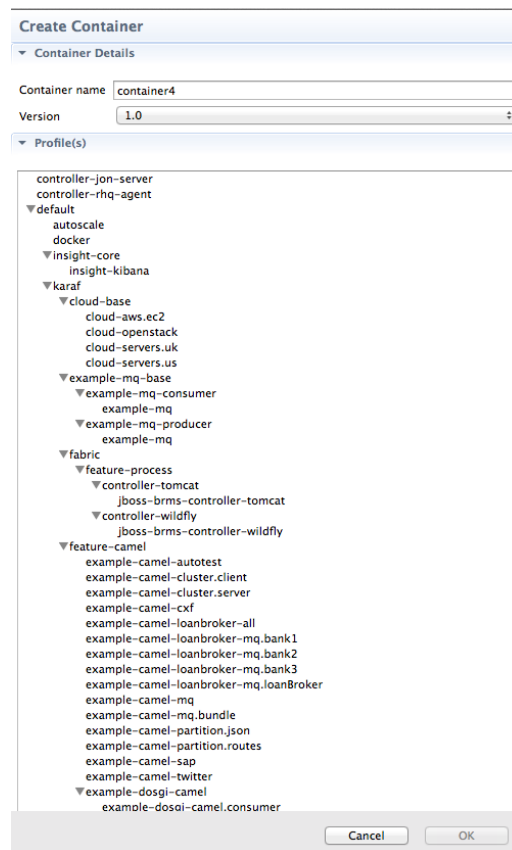 Create Container
Container Details
Container name container4
Version 1.0
Profile(s)
controller-jon-server
controller-rhq-agent
default
autoscale
docker
insight-core
insight-kibana
karaf
cloud-base
cloud-aws.ec2
cloud-openstack
cloud-servers.uk
cloud-servers.us
example-mq-base
example-mq-consumer
example-mq
example-mq-producer
example-mq
fabric
feature-process
controller-tomcat
jboss-brms-controller-tomcat
controller-wildfly
jboss-brms-controller-wildfly
feature-camel
example-camel-autotest
example-camel-cluster.client
example-camel-cluster.server
example-camel-cxf
example-camel-loanbroker-all
example-camel-loanbroker-mq.bank1
example-camel-loanbroker-mq.bank2
example-camel-loanbroker-mq.bank3
example-camel-loanbroker-mq.loanBroker
example-camel-mq
example-camel-mq.bundle
example-camel-partition.json
example-camel-partition.routes
example-camel-sap
example-camel-twitter
example-dosgi-camel
example-dosgi-camel.consumer
Cancel OK